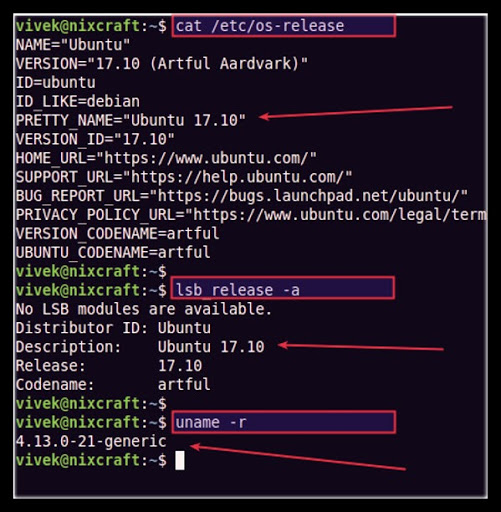 vivek@nixcraft:~$ cat /etc/os-release
NAME="Ubuntu"
VERSION="17.10 (Artful Aardvark)"
ID=ubuntu
ID_LIKE=debian
PRETTY_NAME="Ubuntu 17.10"
VERSION_ID="17.10"
HOME_URL="https://www.ubuntu.com/"
SUPPORT_URL="https://help.ubuntu.com/"
BUG_REPORT_URL="https://bugs.launchpad.net/ubuntu/"
PRIVACY_POLICY_URL="https://www.ubuntu.com/legal/term
VERSION_CODENAME=artful
UBUNTU_CODENAME=artful
vivek@nixcraft:~$
vivek@nixcraft:~$ lsb_release -a
No LSB modules are available.
Distributor ID: Ubuntu
Description:    Ubuntu 17.10
Release:        17.10
Codename:       artful
vivek@nixcraft:~$
vivek@nixcraft:~$ uname -r
4.13.0-21-generic
vivek@nixcraft:~$